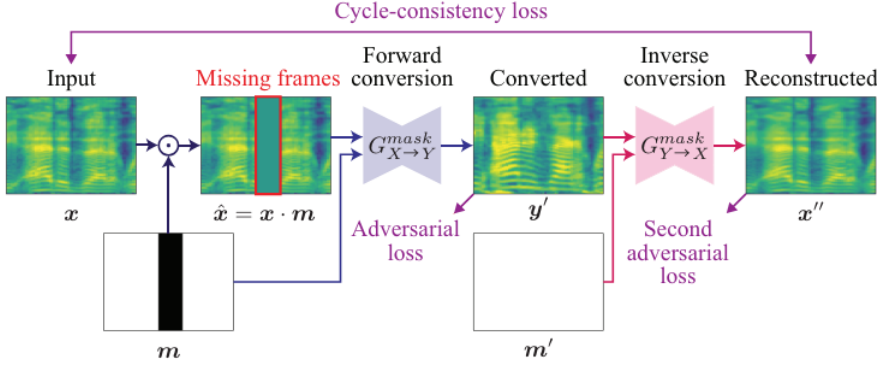 Cycle-consistency loss
Input
Missing frames
Forward
conversion
Converted
Inverse
conversion
Reconstructed
G^{mask}_{X→Y}
G^{mask}_{Y→X}
x
x̂ = x · m
y′
x′′
Adversarial
loss
Second
adversarial
loss
m
m′